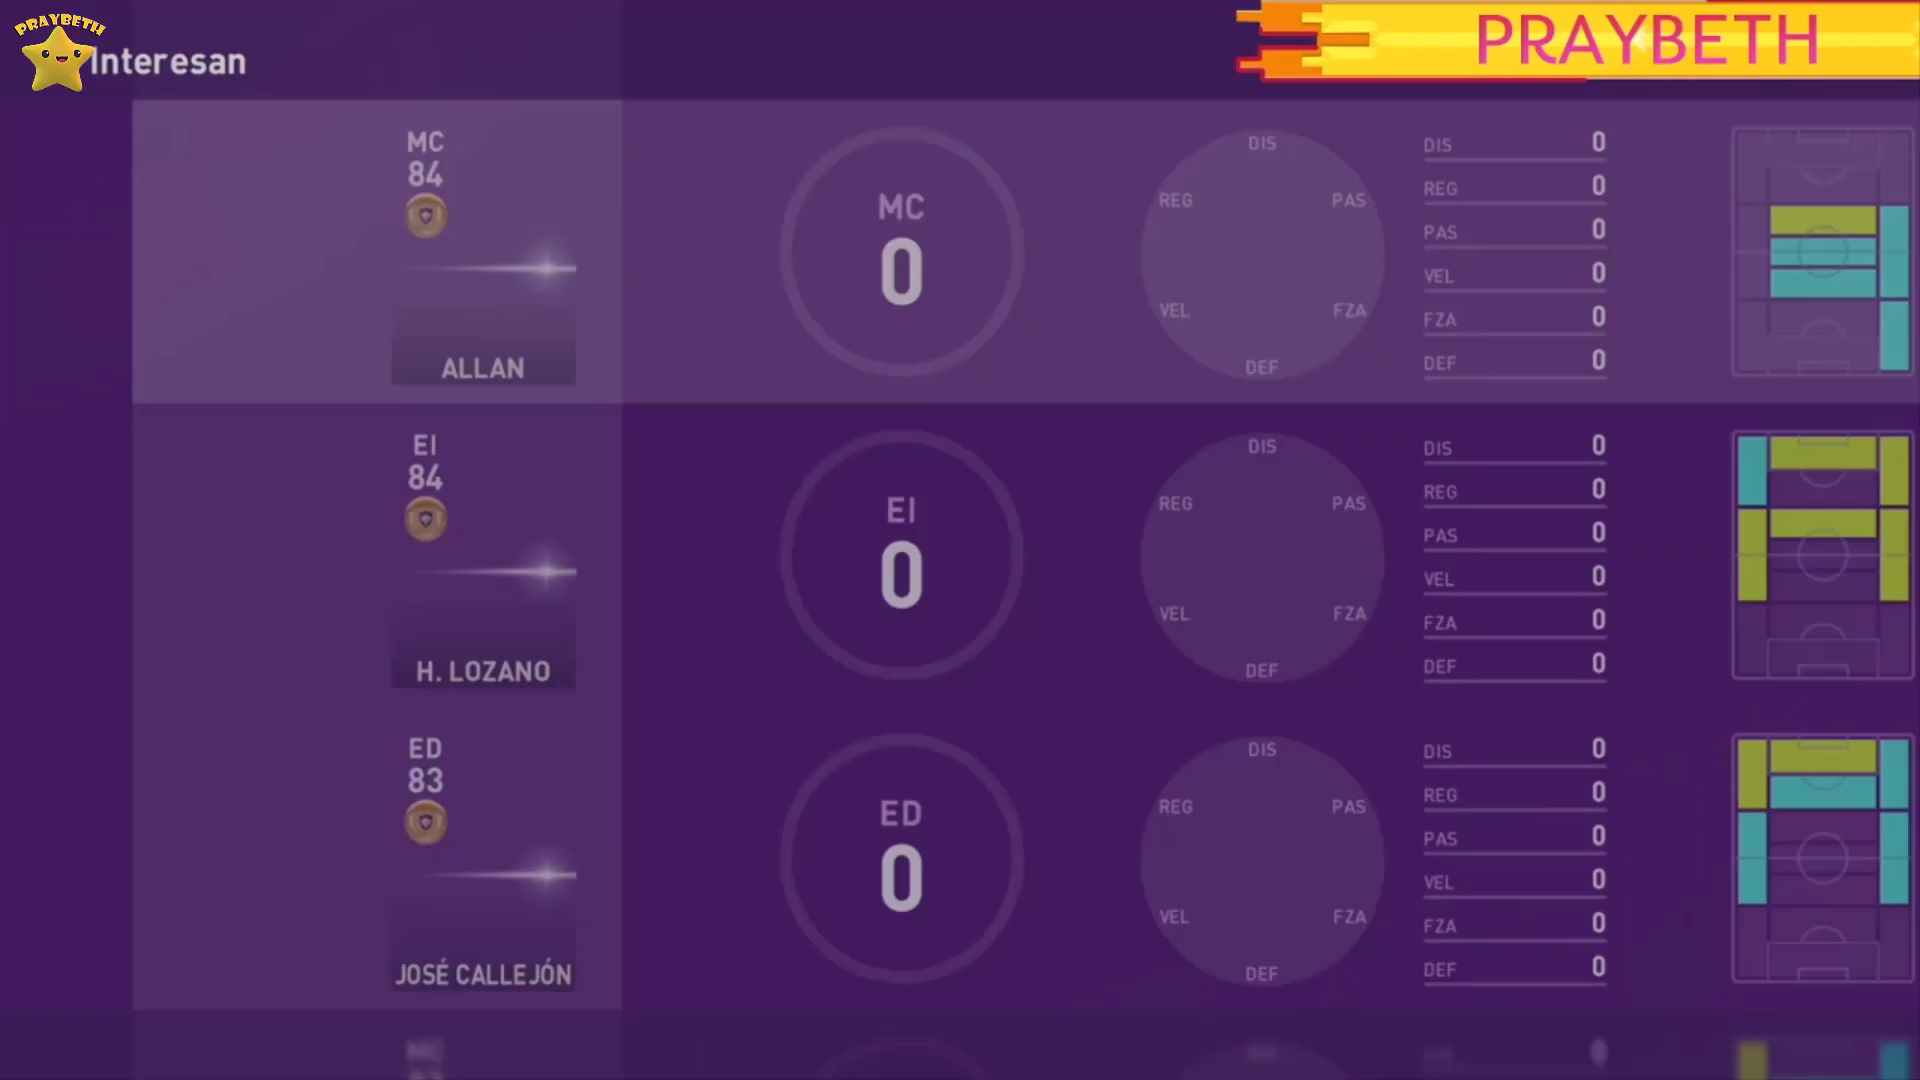 PRAYBETH
Interesan
PRAYBETH
MC
84
ALLAN
MC
0
DIS
REG
PAS
VEL
FZA
DEF
DIS 0
REG 0
PAS 0
VEL 0
FZA 0
DEF 0
EI
84
H. LOZANO
EI
0
DIS
REG
PAS
VEL
FZA
DEF
DIS 0
REG 0
PAS 0
VEL 0
FZA 0
DEF 0
ED
83
JOSÉ CALLEJÓN
ED
0
DIS
REG
PAS
VEL
FZA
DEF
DIS 0
REG 0
PAS 0
VEL 0
FZA 0
DEF 0
MC